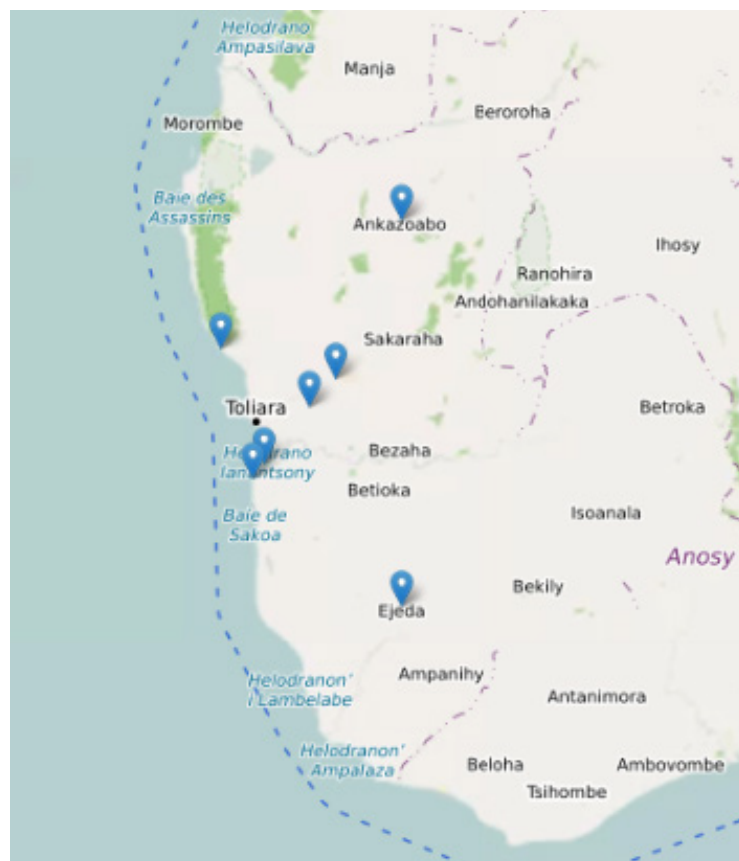 Helodrano
Ampasilava
Manja
Beroroha
Morombe
Baie des
Assassins
Ankazoabo
Ihosy
Ranohira
Andohanilakaka
Sakaraha
Toliara
Betroka
Bezaha
Betioka
Baie de
Sakoa
Isoanala
Anosy
Bekily
Ejeda
Ampanihy
Helodranon'
i Lambelabe
Antanimora
Helodranon'
Ampalaza
Beloha
Ambovombe
Tsihombe